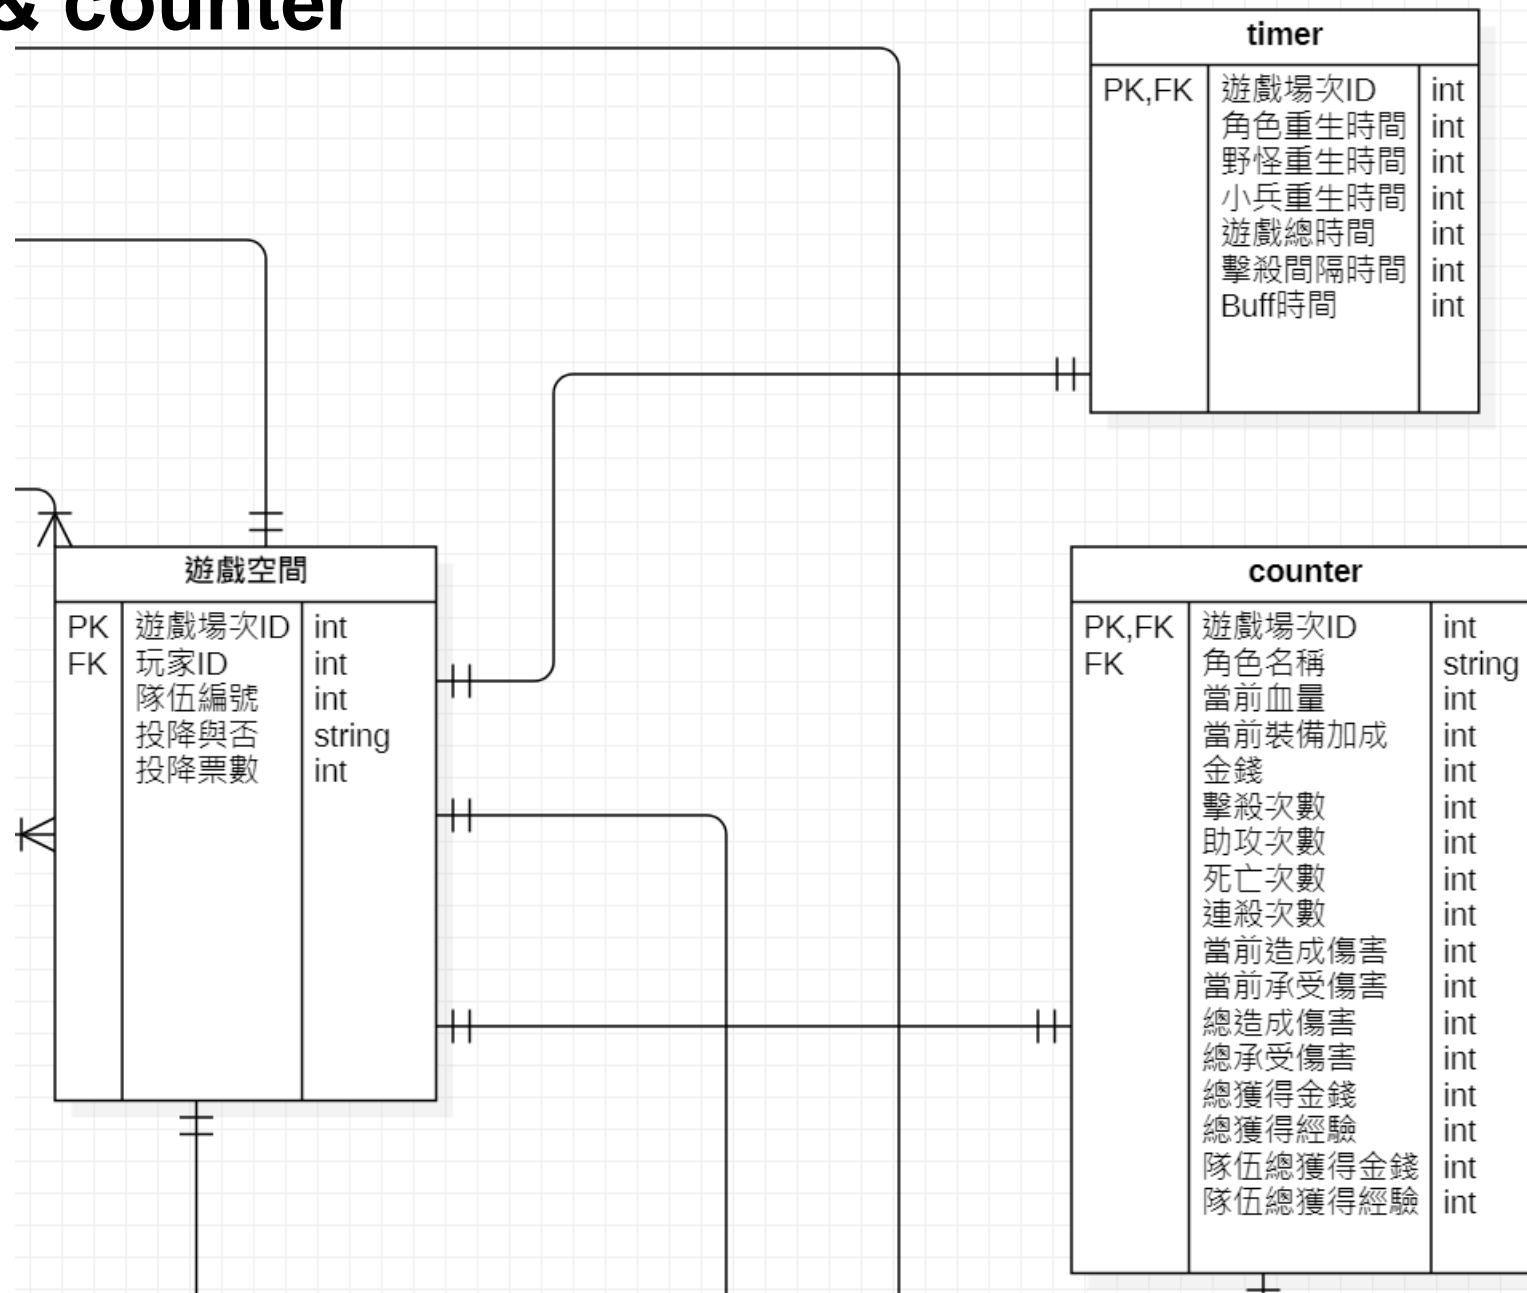 & counter
timer
PK,FK 遊戲場次ID int
角色重生時間 int
野怪重生時間 int
小兵重生時間 int
遊戲總時間 int
擊殺間隔時間 int
Buff時間 int
遊戲空間
PK 遊戲場次ID int
FK 玩家ID int
隊伍編號 int
投降與否 string
投降票數 int
counter
PK,FK 遊戲場次ID int
FK 角色名稱 string
當前血量 int
當前裝備加成 int
金錢 int
擊殺次數 int
助攻次數 int
死亡次數 int
連殺次數 int
當前造成傷害 int
當前承受傷害 int
總造成傷害 int
總承受傷害 int
總獲得金錢 int
總獲得經驗 int
隊伍總獲得金錢 int
隊伍總獲得經驗 int